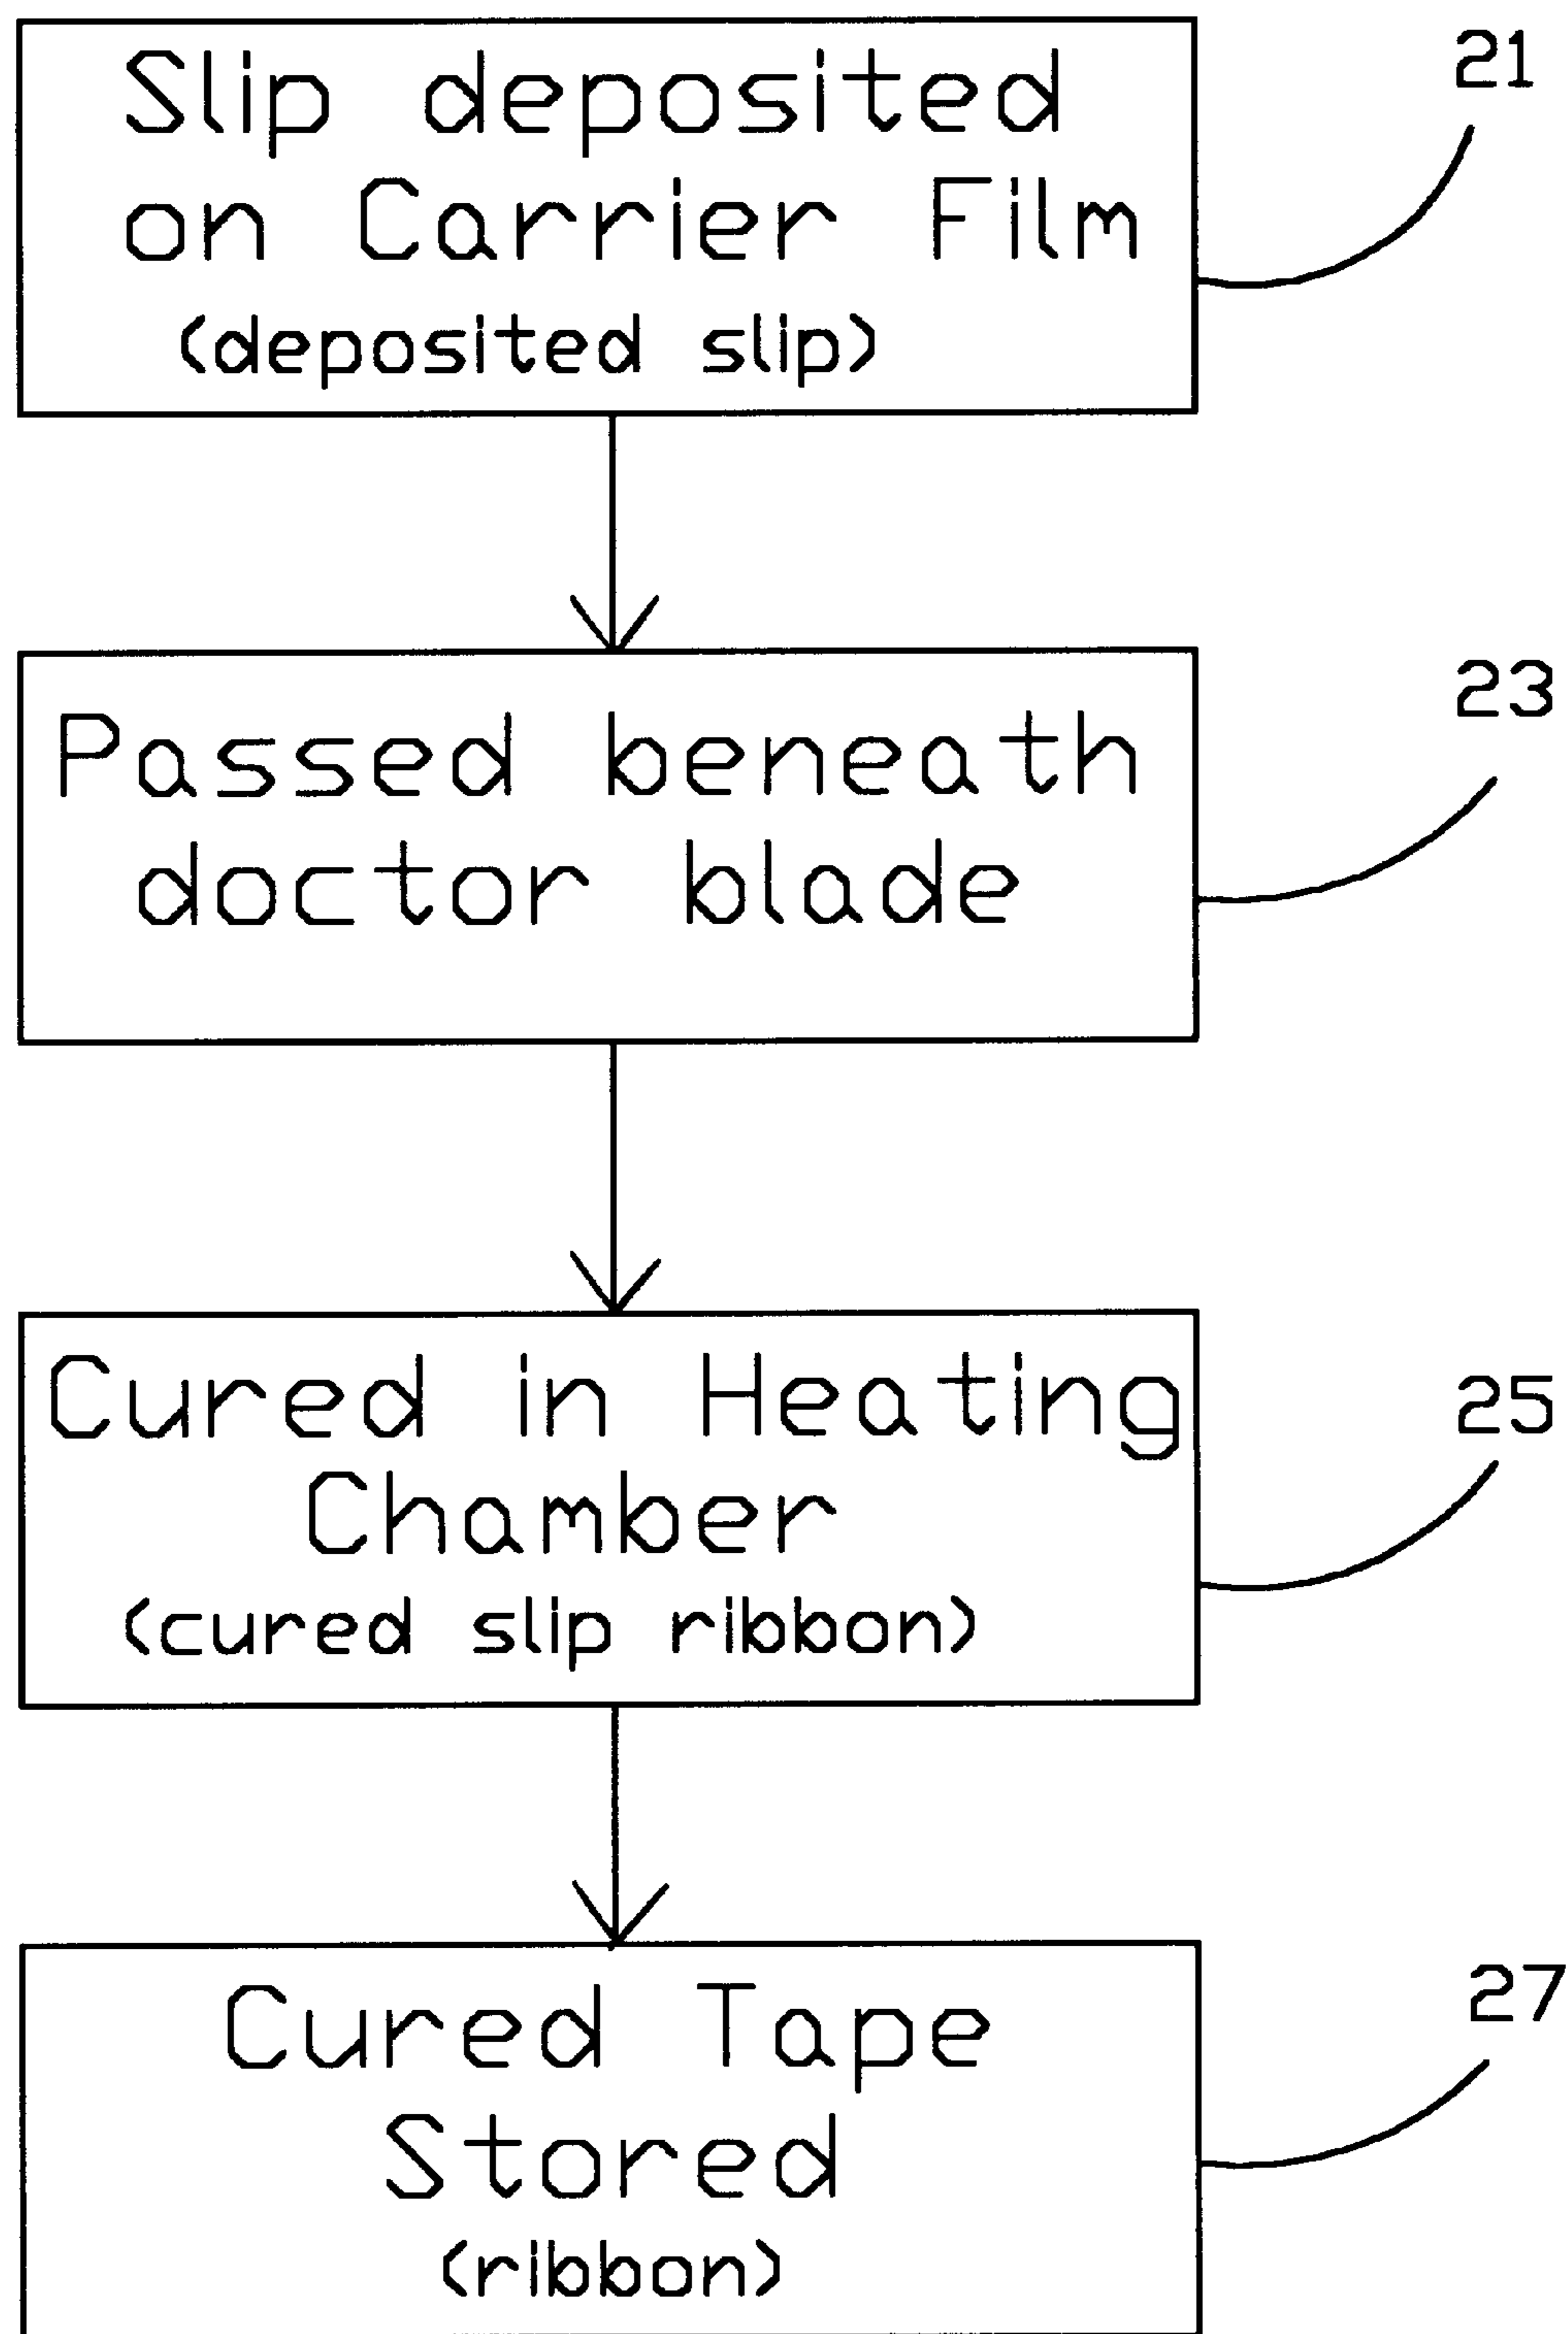 Slip deposited
on Carrier Film
(deposited slip)
21
Passed beneath
doctor blade
23
Cured in Heating
Chamber
(cured slip ribbon)
25
Cured Tape
Stored
(ribbon)
27